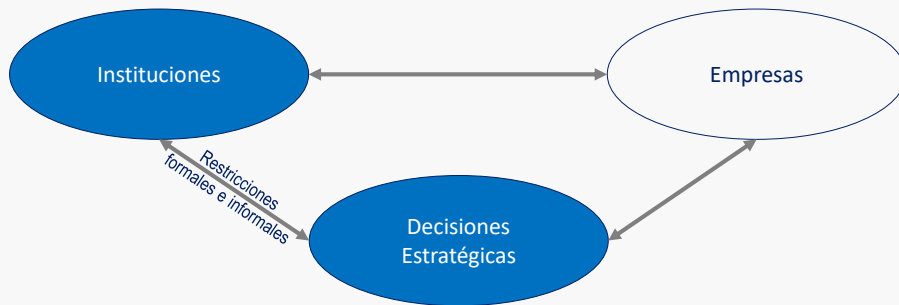 Instituciones
Empresas
Restricciones
formales e informales
Decisiones
Estratégicas